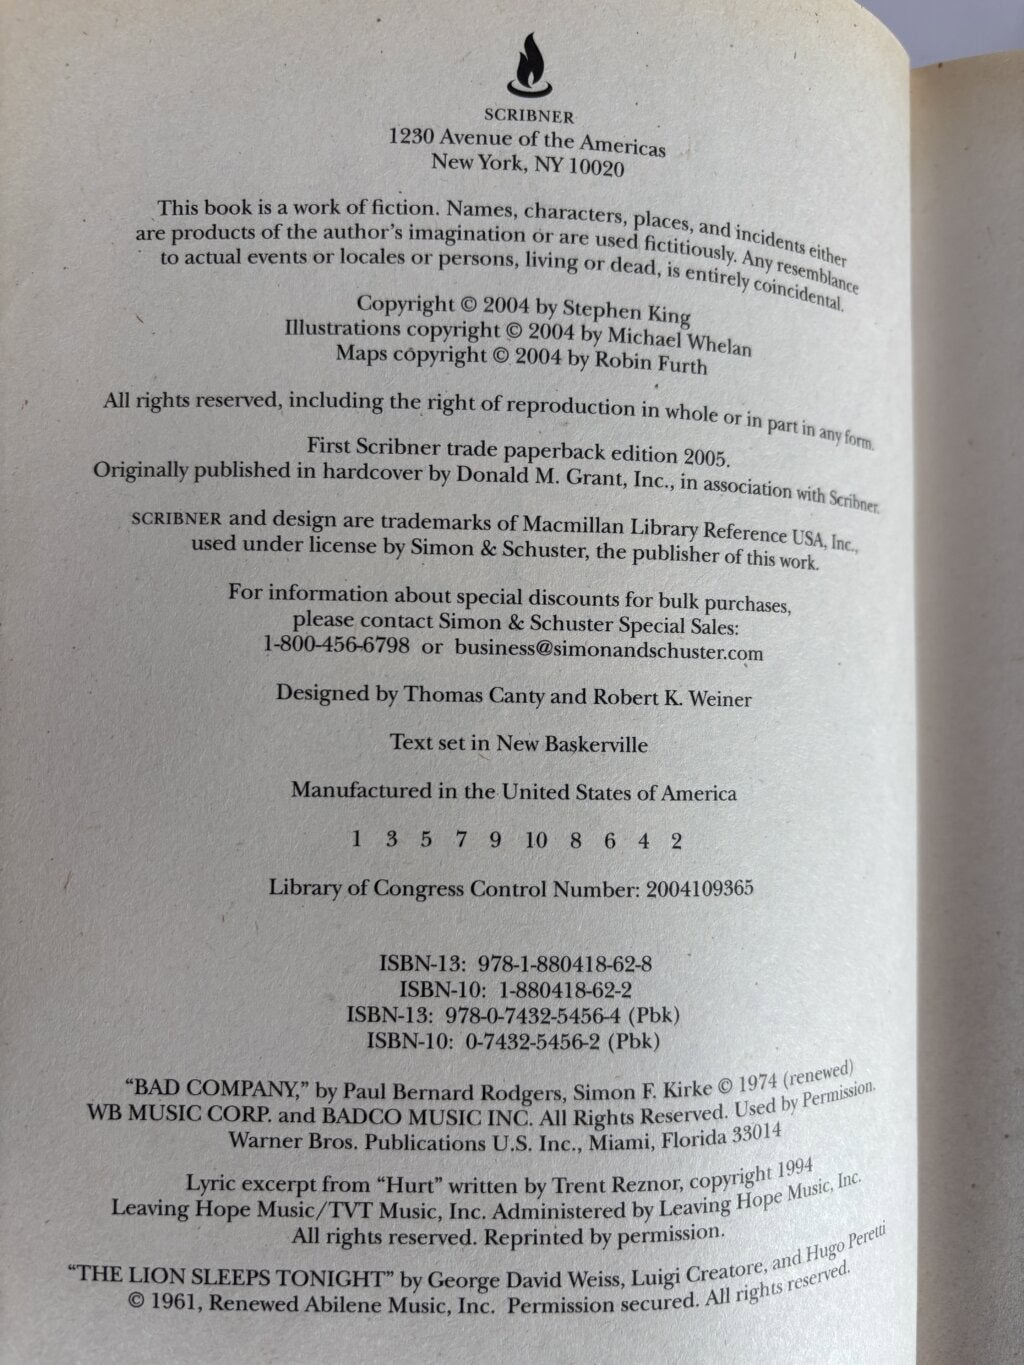 SCRIBNER
1230 Avenue of the Americas
New York, NY 10020
This book is a work of fiction. Names, characters, places, and incidents either
are products of the author's imagination or are used fictitiously. Any resemblance
to actual events or locales or persons, living or dead, is entirely coincidental.
Copyright © 2004 by Stephen King
Illustrations copyright © 2004 by Michael Whelan
Maps copyright © 2004 by Robin Furth
All rights reserved, including the right of reproduction in whole or in part in any form.
First Scribner trade paperback edition 2005.
Originally published in hardcover by Donald M. Grant, Inc., in association with Scribner.
SCRIBNER and design are trademarks of Macmillan Library Reference USA, Inc.,
used under license by Simon & Schuster, the publisher of this work.
For information about special discounts for bulk purchases,
please contact Simon & Schuster Special Sales:
1-800-456-6798 or business@simonandschuster.com
Designed by Thomas Canty and Robert K. Weiner
Text set in New Baskerville
Manufactured in the United States of America
1 3 5 7 9 10 8 6 4 2
Library of Congress Control Number: 2004109365
ISBN-13: 978-1-880418-62-8
ISBN-10: 1-880418-62-2
ISBN-13: 978-0-7432-5456-4 (Pbk)
ISBN-10: 0-7432-5456-2 (Pbk)
"BAD COMPANY," by Paul Bernard Rodgers, Simon F. Kirke © 1974 (renewed)
WB MUSIC CORP. and BADCO MUSIC INC. All Rights Reserved. Used by Permission.
Warner Bros. Publications U.S. Inc., Miami, Florida 33014
Lyric excerpt from "Hurt" written by Trent Reznor, copyright 1994
Leaving Hope Music/TVT Music, Inc. Administered by Leaving Hope Music, Inc.
All rights reserved. Reprinted by permission.
"THE LION SLEEPS TONIGHT" by George David Weiss, Luigi Creatore, and Hugo Peretti
© 1961, Renewed Abilene Music, Inc. Permission secured. All rights reserved.